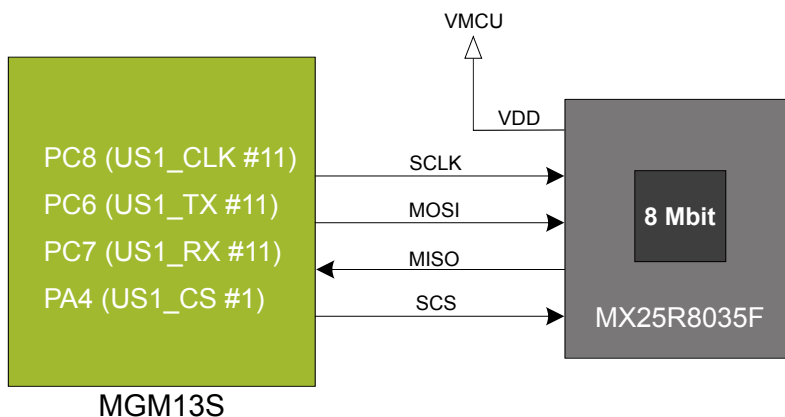 VMCU
VDD
PC8 (US1_CLK #11)
SCLK
PC6 (US1_TX #11)
MOSI
8 Mbit
PC7 (US1_RX #11)
MISO
PA4 (US1_CS #1)
SCS
MX25R8035F
MGM13S